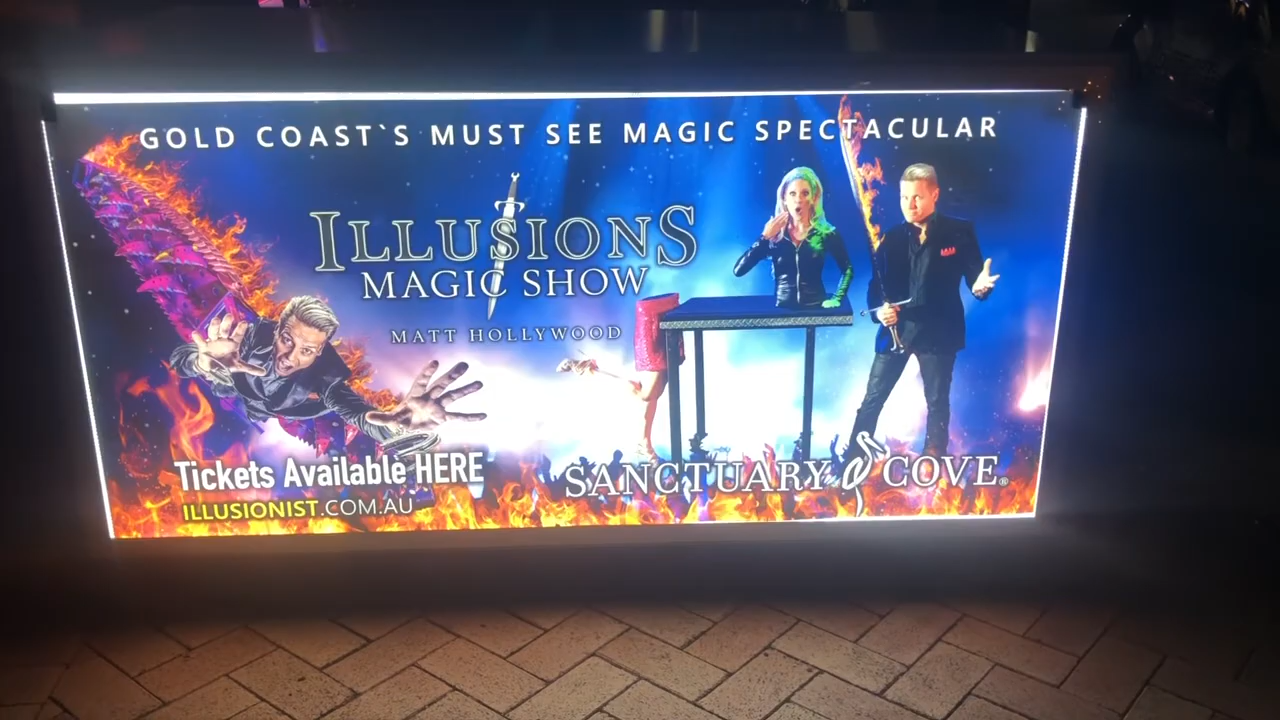 GOLD COAST`S MUST SEE MAGIC SPECTACULAR
ILLUSIONS
MAGIC SHOW
MATT HOLLYWOOD
Tickets Available HERE
ILLUSIONIST.COM.AU
SANCTUARY COVE®